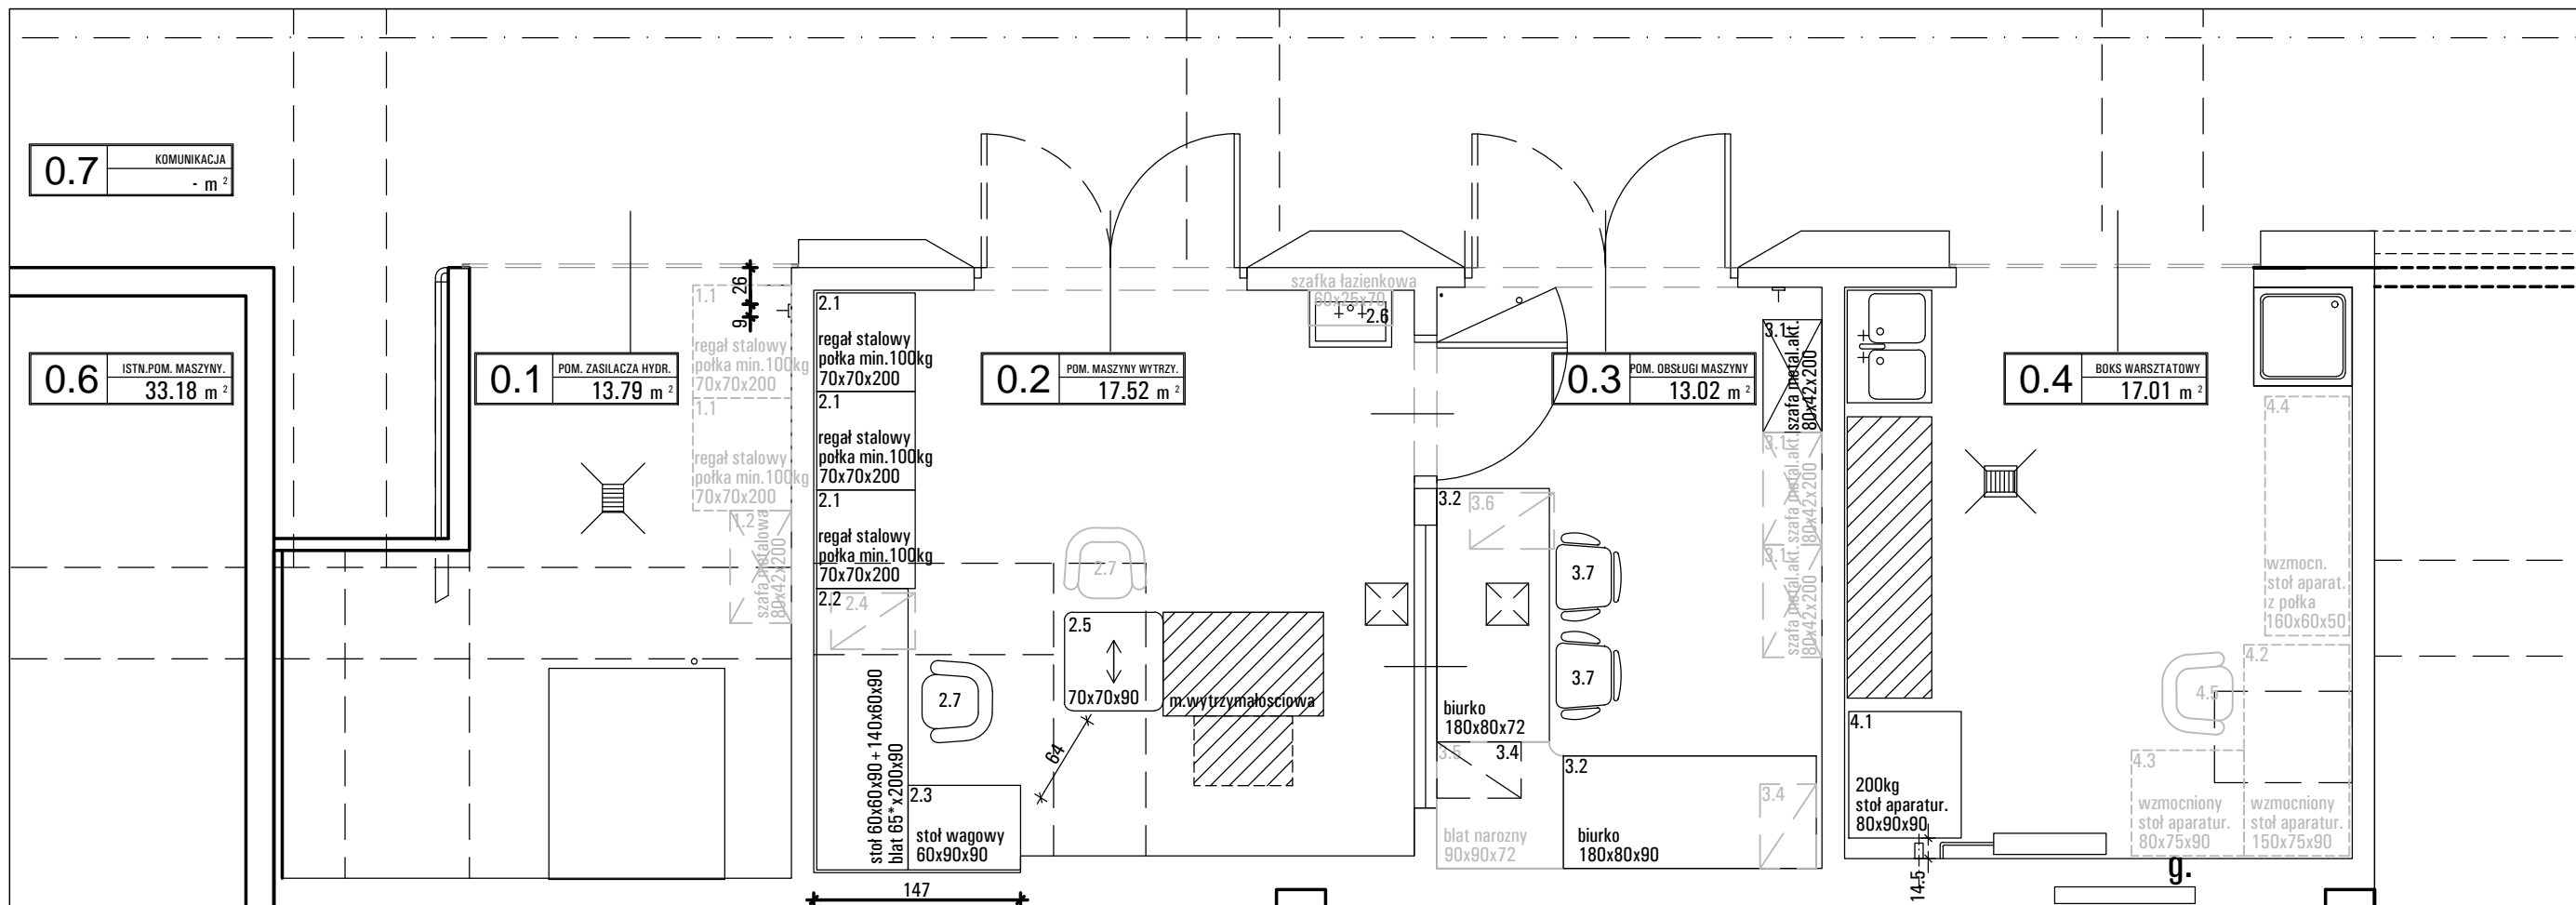 0.7 KOMUNIKACJA
- m ²
0.6 ISTN.POM. MASZYNY.
33.18 m ²
0.1 POM. ZASILACZA HYDR.
13.79 m ²
26
9
1.1
regał stalowy
połka min.100kg
70x70x200
1.1
regał stalowy
połka min.100kg
70x70x200
1.2
szafa metalowa
80x42x200
2.1
regał stalowy
połka min.100kg
70x70x200
2.1
regał stalowy
połka min.100kg
70x70x200
2.1
regał stalowy
połka min.100kg
70x70x200
2.2
2.4
stoł 60x60x90+140x60x90
blat 65*x200x90
2.3
stoł wagowy
60x90x90
147
2.7
2.7
2.5
70x70x90
64
m.wytrzymałosciowa
0.2 POM. MASZYNY WYTRZY.
17.52 m ²
szafka łazienkowa
60x25x70
2.6
0.3 POM. OBSŁUGI MASZYNY
13.02 m ²
3.1
szafa metal.akt.
80x42x200
3.1
szafa metal.akt.
80x42x200
3.1
szafa metal.akt.
80x42x200
3.2
3.6
3.7
3.7
biurko
180x80x72
3.5
3.4
blat narozny
90x90x72
3.2
3.4
biurko
180x80x90
0.4 BOKS WARSZTATOWY
17.01 m ²
4.4
wzmocn.
stoł aparat.
z połka
160x60x50
4.1
200kg
stoł aparatur.
80x90x90
14.5
4.5
4.2
wzmocniony
stoł aparatur.
150x75x90
4.3
wzmocniony
stoł aparatur.
80x75x90
g.